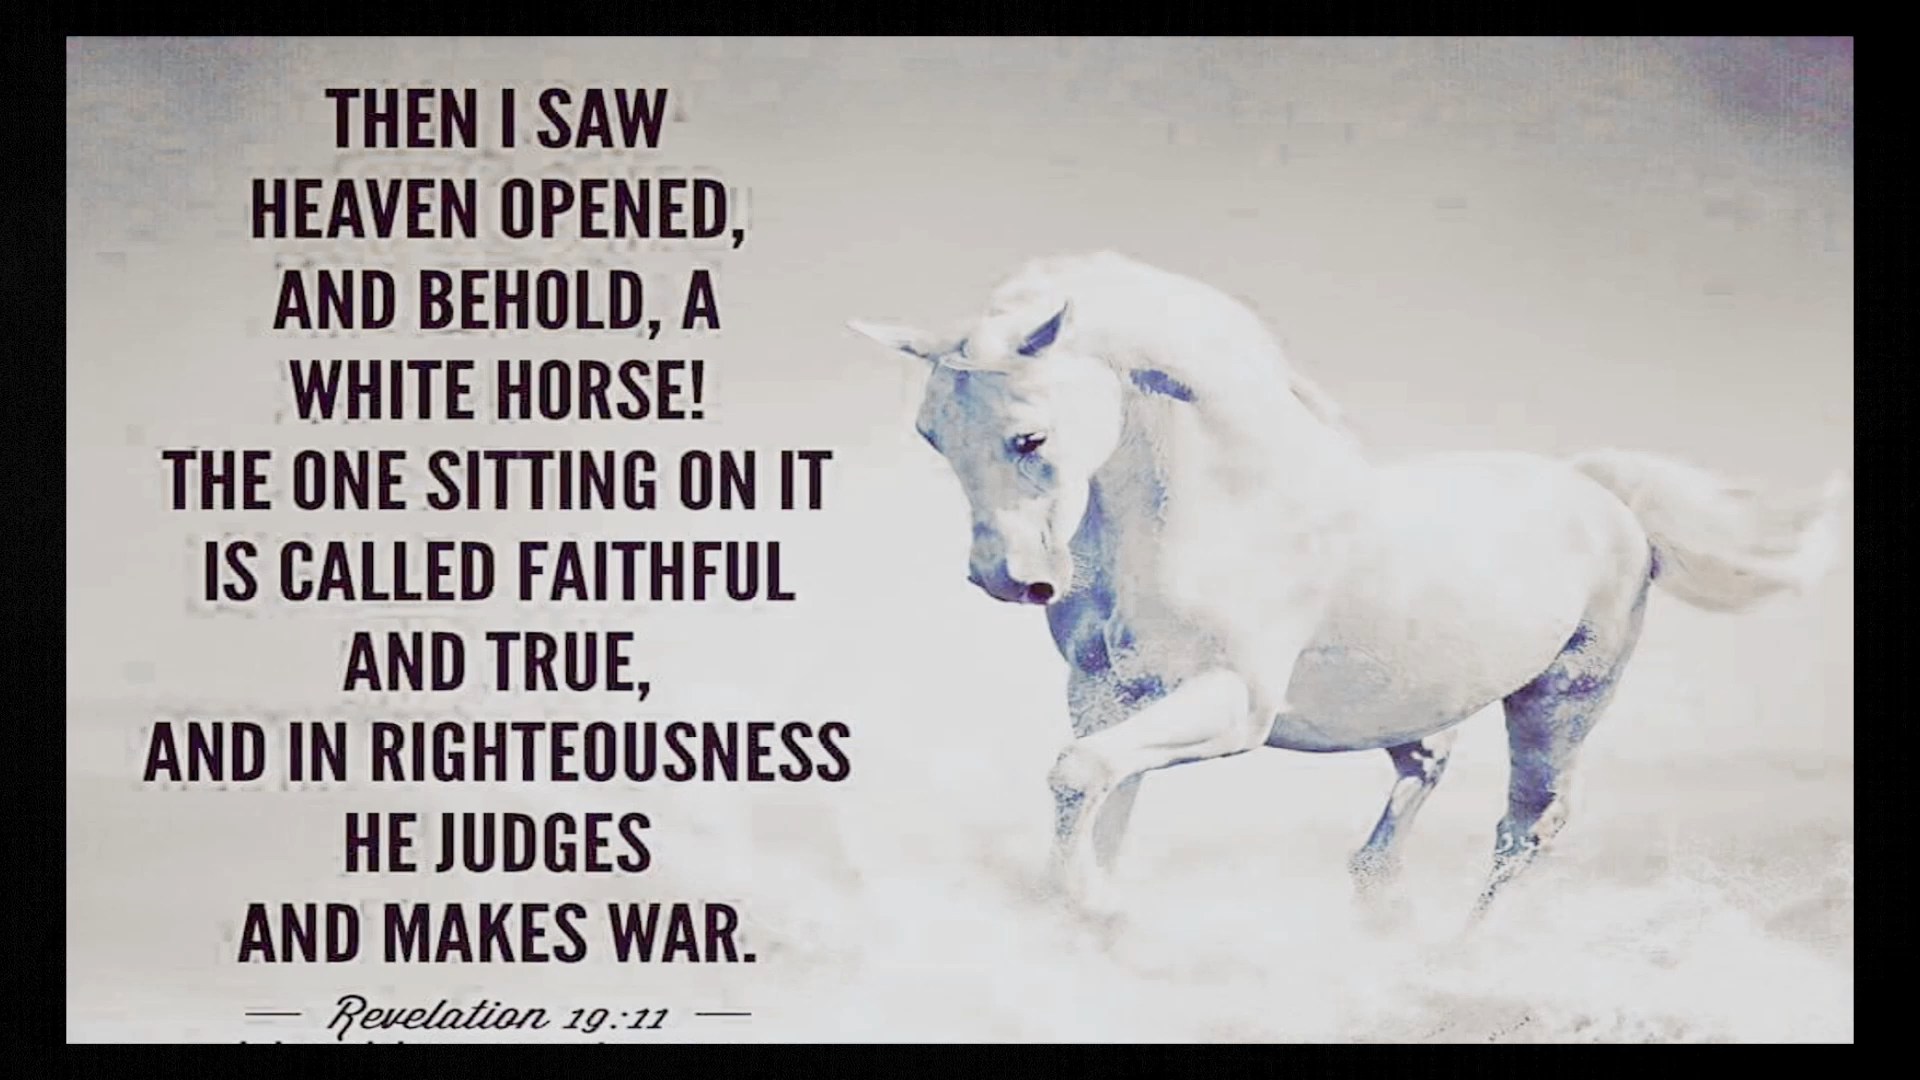 THEN I SAW
HEAVEN OPENED,
AND BEHOLD, A
WHITE HORSE!
THE ONE SITTING ON IT
IS CALLED FAITHFUL
AND TRUE,
AND IN RIGHTEOUSNESS
HE JUDGES
AND MAKES WAR.
Revelation 19:11